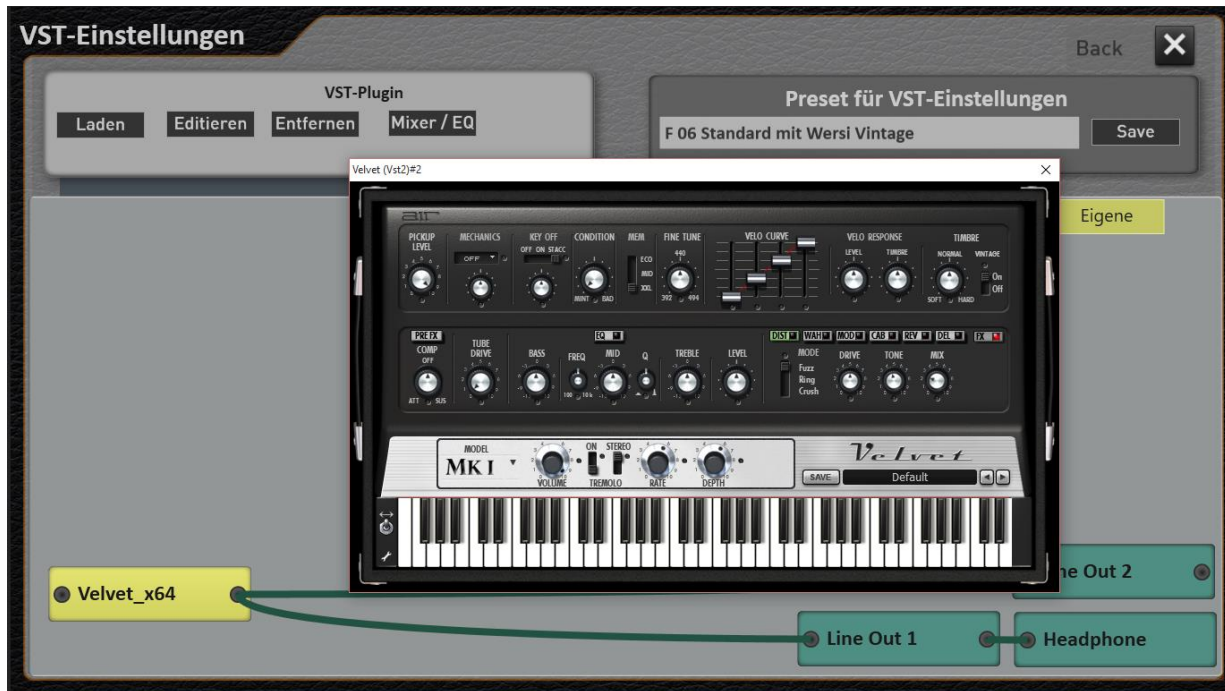 VST-Einstellungen
Back
VST-Plugin
Laden Editieren Entfernen Mixer / EQ
Preset für VST-Einstellungen
F 06 Standard mit Wersi Vintage
Save
Eigene
Velvet (Vst2)#2
air
PICKUP LEVEL
MECHANICS
OFF
KEY OFF
OFF ON STACC
CONDITION
MINT BAD
MEM
ECO
MID
XXL
FINE TUNE
440
392 494
VELO CURVE
VELO RESPONSE
LEVEL TIMBRE
TIMBRE
NORMAL
SOFT HARD
VINTAGE
On
Off
PRE FX
COMP
OFF
ATT SUS
TUBE DRIVE
EQ
BASS
FREQ
100 10k
MID
Q
TREBLE
LEVEL
DIST WAH MOD CAB REV DEL FX
MODE
Fuzz
Ring
Crush
DRIVE TONE MIX
MODEL
MK I
VOLUME
ON STEREO
TREMOLO
RATE
DEPTH
Velvet
SAVE
Default
Velvet_x64
ne Out 2
Line Out 1
Headphone